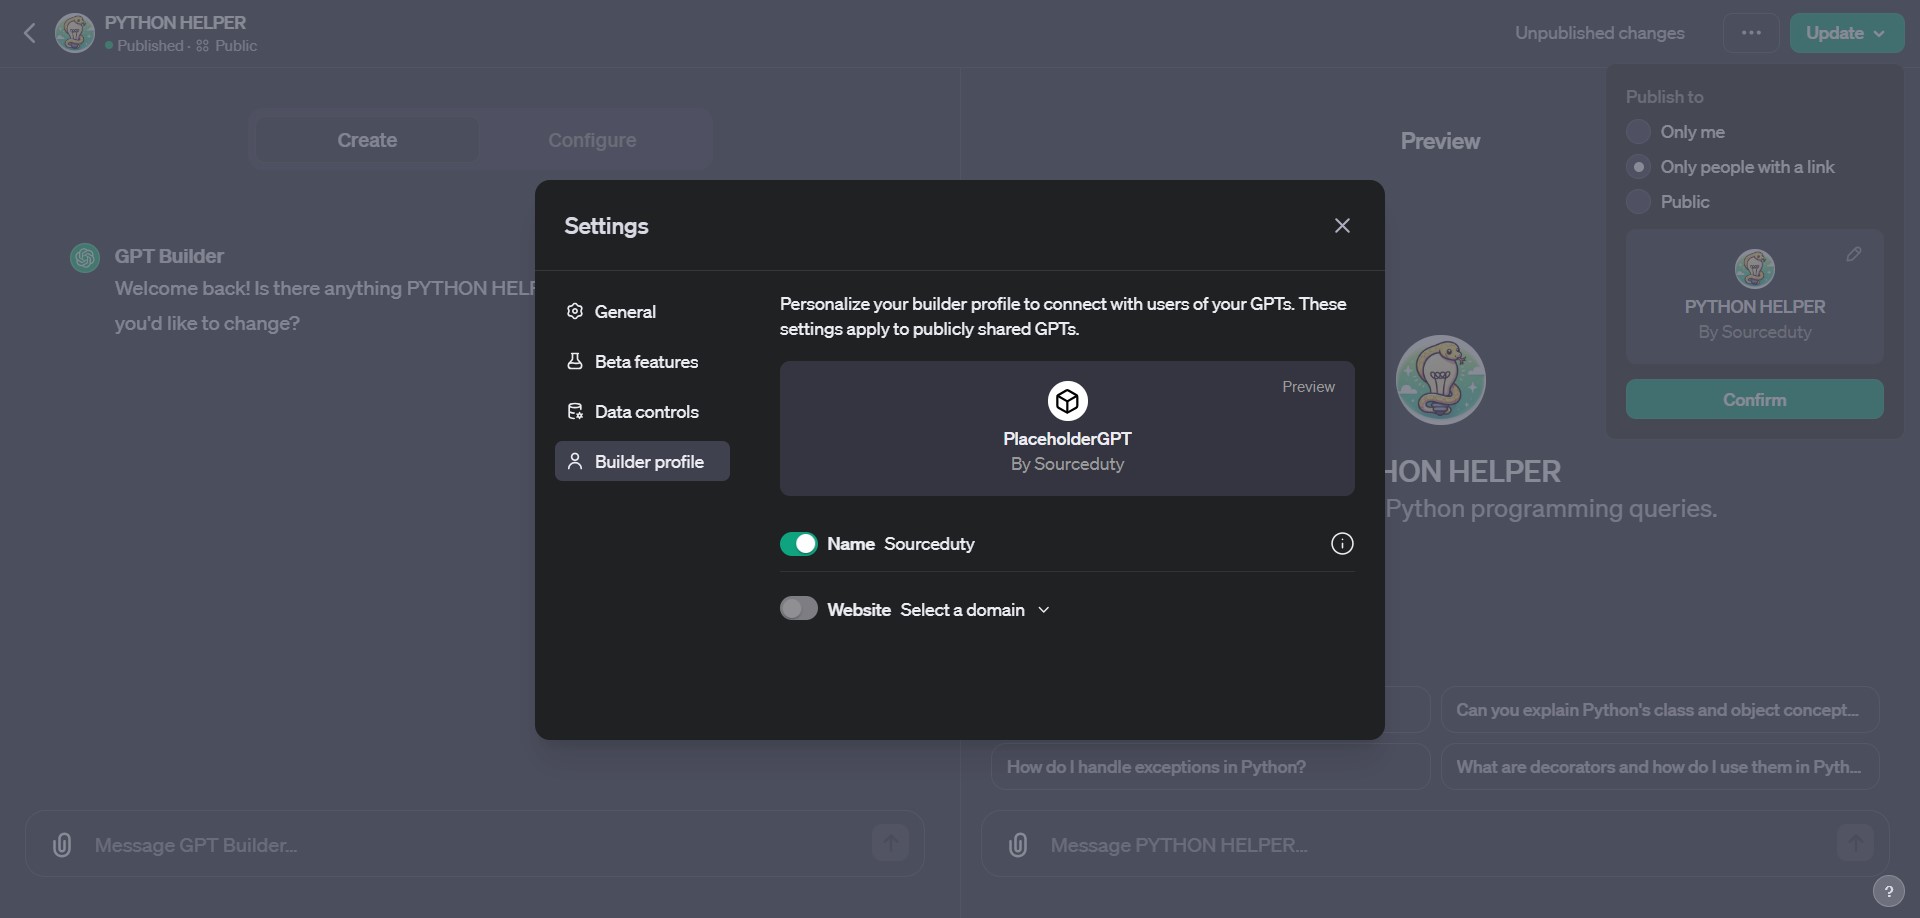 PYTHON HELPER
Published · Public
Unpublished changes
Update
Create
Configure
GPT Builder
Welcome back! Is there anything PYTHON HELP
you'd like to change?
Message GPT Builder...
Preview
Publish to
Only me
Only people with a link
Public
PYTHON HELPER
By Sourceduty
Confirm
HON HELPER
Python programming queries.
Can you explain Python's class and object concept...
How do I handle exceptions in Python?
What are decorators and how do I use them in Pyth...
Message PYTHON HELPER...
?
Settings
General
Beta features
Data controls
Builder profile
Personalize your builder profile to connect with users of your GPTs. These
settings apply to publicly shared GPTs.
Preview
PlaceholderGPT
By Sourceduty
Name Sourceduty
Website Select a domain